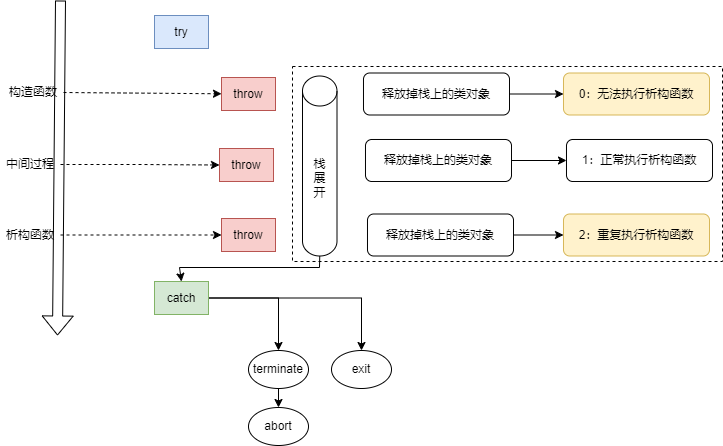 try
构造函数
throw
释放掉栈上的类对象
0：无法执行析构函数
中间过程
throw
栈
展
开
释放掉栈上的类对象
1：正常执行析构函数
析构函数
throw
释放掉栈上的类对象
2：重复执行析构函数
catch
terminate
exit
abort